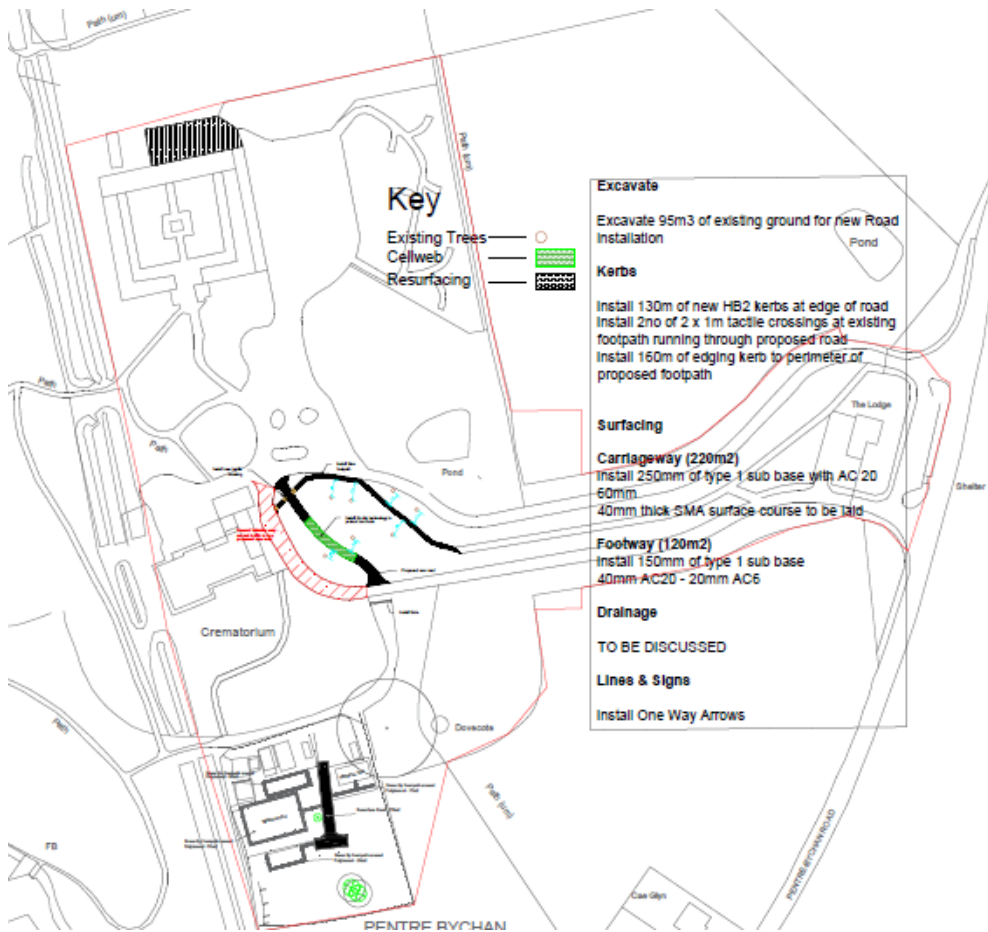 Path (um)
Path (um)
Key
Existing Trees
Cellweb
Resurfacing
Excavate
Excavate 95m3 of existing ground for new Road
Installation
Pond
Kerbs
Install 130m of new HB2 kerbs at edge of road
Install 2no of 2 x 1m tactile crossings at existing
footpath running through proposed road
Install 160m of edging kerb to perimeter of
proposed footpath
Path
The Lodge
Surfacing
Path
Carriageway (220m2)
Install 250mm of type 1 sub base with AC 20
60mm
40mm thick SMA surface course to be laid
Pond
Shelter
Footway (120m2)
Install 150mm of type 1 sub base
40mm AC20 - 20mm AC6
Proposed new road
Drainage
TO BE DISCUSSED
Crematorium
Lines & Signs
Install One Way Arrows
Path
Dovecote
Path (um)
FB
PENTRE BYCHAN ROAD
Cae Glyn
PENTRE BYCHAN